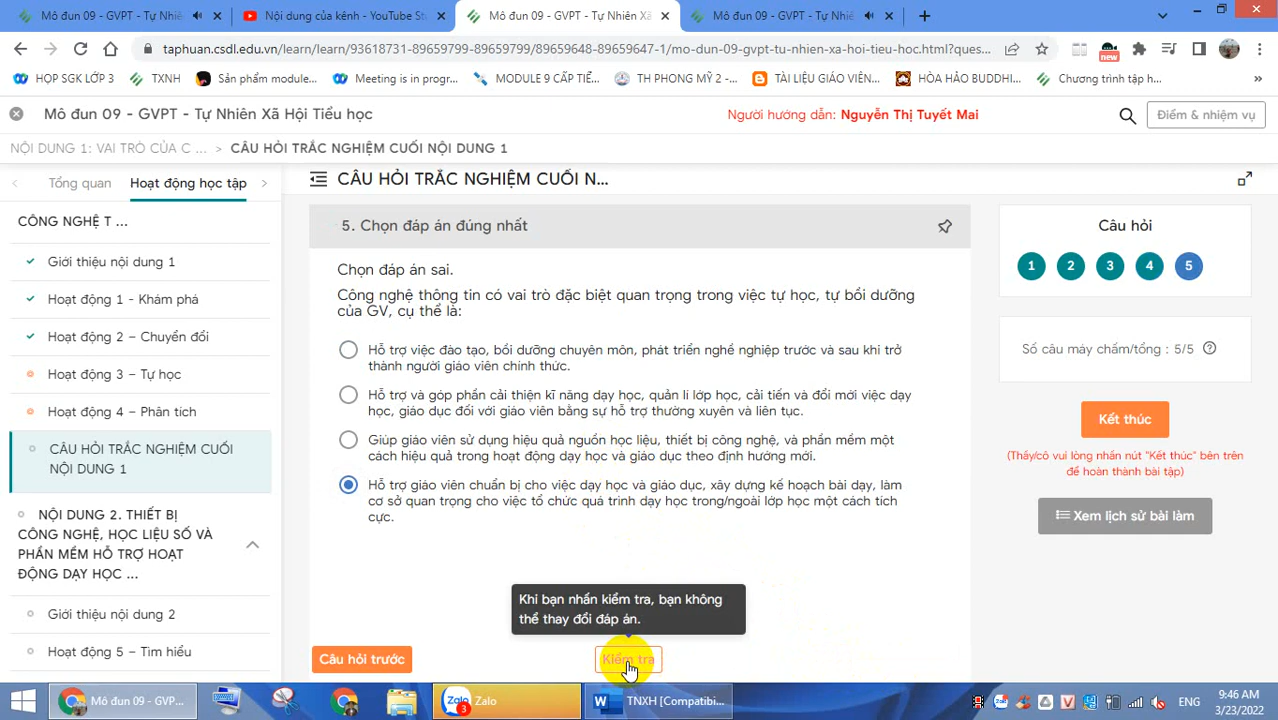 Mô đun 09 - GVPT - Tự Nhiê
Nội dung của kênh - YouTube St
Mô đun 09 - GVPT - Tự Nhiên Xã
Mô đun 09 - GVPT - Tự Nhiê
taphuan.csdl.edu.vn/learn/learn/93618731-89659799-89659799/89659648-89659647-1/mo-dun-09-gvpt-tu-nhien-xa-hoi-tieu-hoc.html?ques...
new
HOP SGK LỚP 3
TXNH
Sản phẩm module...
Meeting is in progr...
MODULE 9 CẤP TIỂ...
TH PHONG MỸ 2 -...
TÀI LIỆU GIÁO VIÊN...
HÒA HẢO BUDDHI...
Chương trình tập h...
»
Mô đun 09 - GVPT - Tự Nhiên Xã Hội Tiểu học
Người hướng dẫn: Nguyễn Thị Tuyết Mai
Điểm & nhiệm vụ
NỘI DUNG 1: VAI TRÒ CỦA C ... > CÂU HỎI TRẮC NGHIỆM CUỐI NỘI DUNG 1
Tổng quan
Hoạt động học tập
CÔNG NGHỆ T ...
Giới thiệu nội dung 1
Hoạt động 1 - Khám phá
Hoạt động 2 – Chuyển đổi
Hoạt động 3 – Tự học
Hoạt động 4 – Phân tích
CÂU HỎI TRẮC NGHIỆM CUỐI
NỘI DUNG 1
NỘI DUNG 2. THIẾT BỊ
CÔNG NGHỆ, HỌC LIỆU SỐ VÀ
PHẦN MỀM HỖ TRỢ HOẠT
ĐỘNG DẠY HỌC ...
Giới thiệu nội dung 2
Hoạt động 5 – Tìm hiểu
CÂU HỎI TRẮC NGHIỆM CUỐI N...
5. Chọn đáp án đúng nhất
Chọn đáp án sai.
Công nghệ thông tin có vai trò đặc biệt quan trọng trong việc tự học, tự bồi dưỡng
của GV, cụ thể là:
Hỗ trợ việc đào tạo, bồi dưỡng chuyên môn, phát triển nghề nghiệp trước và sau khi trở
thành người giáo viên chính thức.
Hỗ trợ và góp phần cải thiện kĩ năng dạy học, quản lí lớp học, cải tiến và đổi mới việc dạy
học, giáo dục đối với giáo viên bằng sự hỗ trợ thường xuyên và liên tục.
Giúp giáo viên sử dụng hiệu quả nguồn học liệu, thiết bị công nghệ, và phần mềm một
cách hiệu quả trong hoạt động dạy học và giáo dục theo định hướng mới.
Hỗ trợ giáo viên chuẩn bị cho việc dạy học và giáo dục, xây dựng kế hoạch bài dạy, làm
cơ sở quan trọng cho việc tổ chức quá trình dạy học trong/ngoài lớp học một cách tích
cực.
Khi bạn nhấn kiểm tra, bạn không
thể thay đổi đáp án.
Câu hỏi trước
Kiểm tra
Câu hỏi
1 2 3 4 5
Số câu máy chấm/tổng : 5/5
Kết thúc
(Thầy/cô vui lòng nhấn nút "Kết thúc" bên trên
để hoàn thành bài tập)
Xem lịch sử bài làm
Mô đun 09 - GVP...
Zalo
3
TNXH [Compatibi...
ENG
9:46 AM
3/23/2022